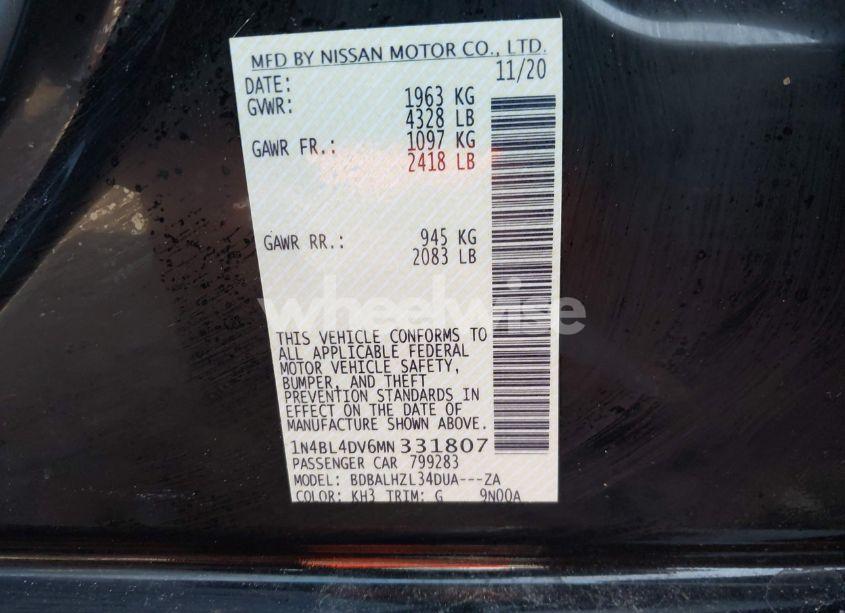 MFD BY NISSAN MOTOR CO., LTD.
DATE: 11/20
GVWR: 1963 KG
4328 LB
GAWR FR.: 1097 KG
2418 LB
GAWR RR.: 945 KG
2083 LB
wheelwise
THIS VEHICLE CONFORMS TO
ALL APPLICABLE FEDERAL
MOTOR VEHICLE SAFETY,
BUMPER, AND THEFT
PREVENTION STANDARDS IN
EFFECT ON THE DATE OF
MANUFACTURE SHOWN ABOVE.
1N4BL4DV6MN331807
PASSENGER CAR 799283
MODEL: BDBALHZL34DUA---ZA
COLOR: KH3 TRIM: G 9N00A